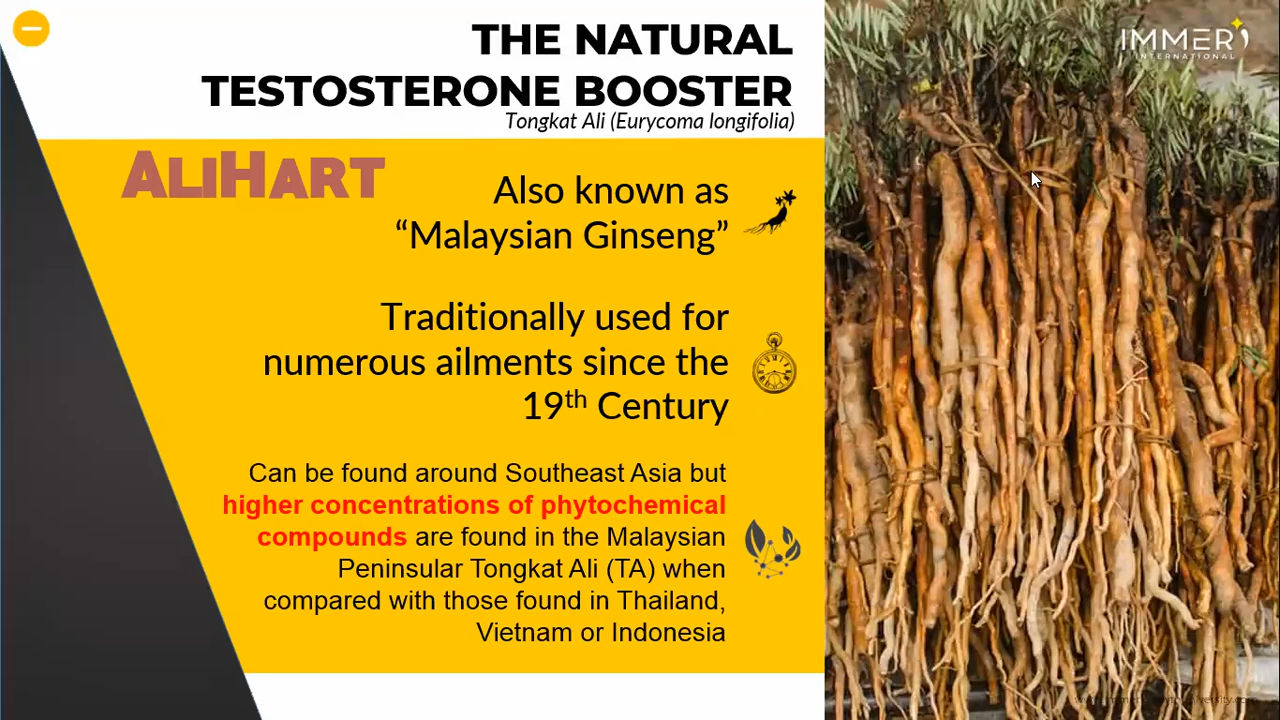 THE NATURAL
TESTOSTERONE BOOSTER
Tongkat Ali (Eurycoma longifolia)
IMMERI
INTERNATIONAL
ALIHART
Also known as
“Malaysian Ginseng”
Traditionally used for
numerous ailments since the
19th Century
Can be found around Southeast Asia but
higher concentrations of phytochemical
compounds are found in the Malaysian
Peninsular Tongkat Ali (TA) when
compared with those found in Thailand,
Vietnam or Indonesia